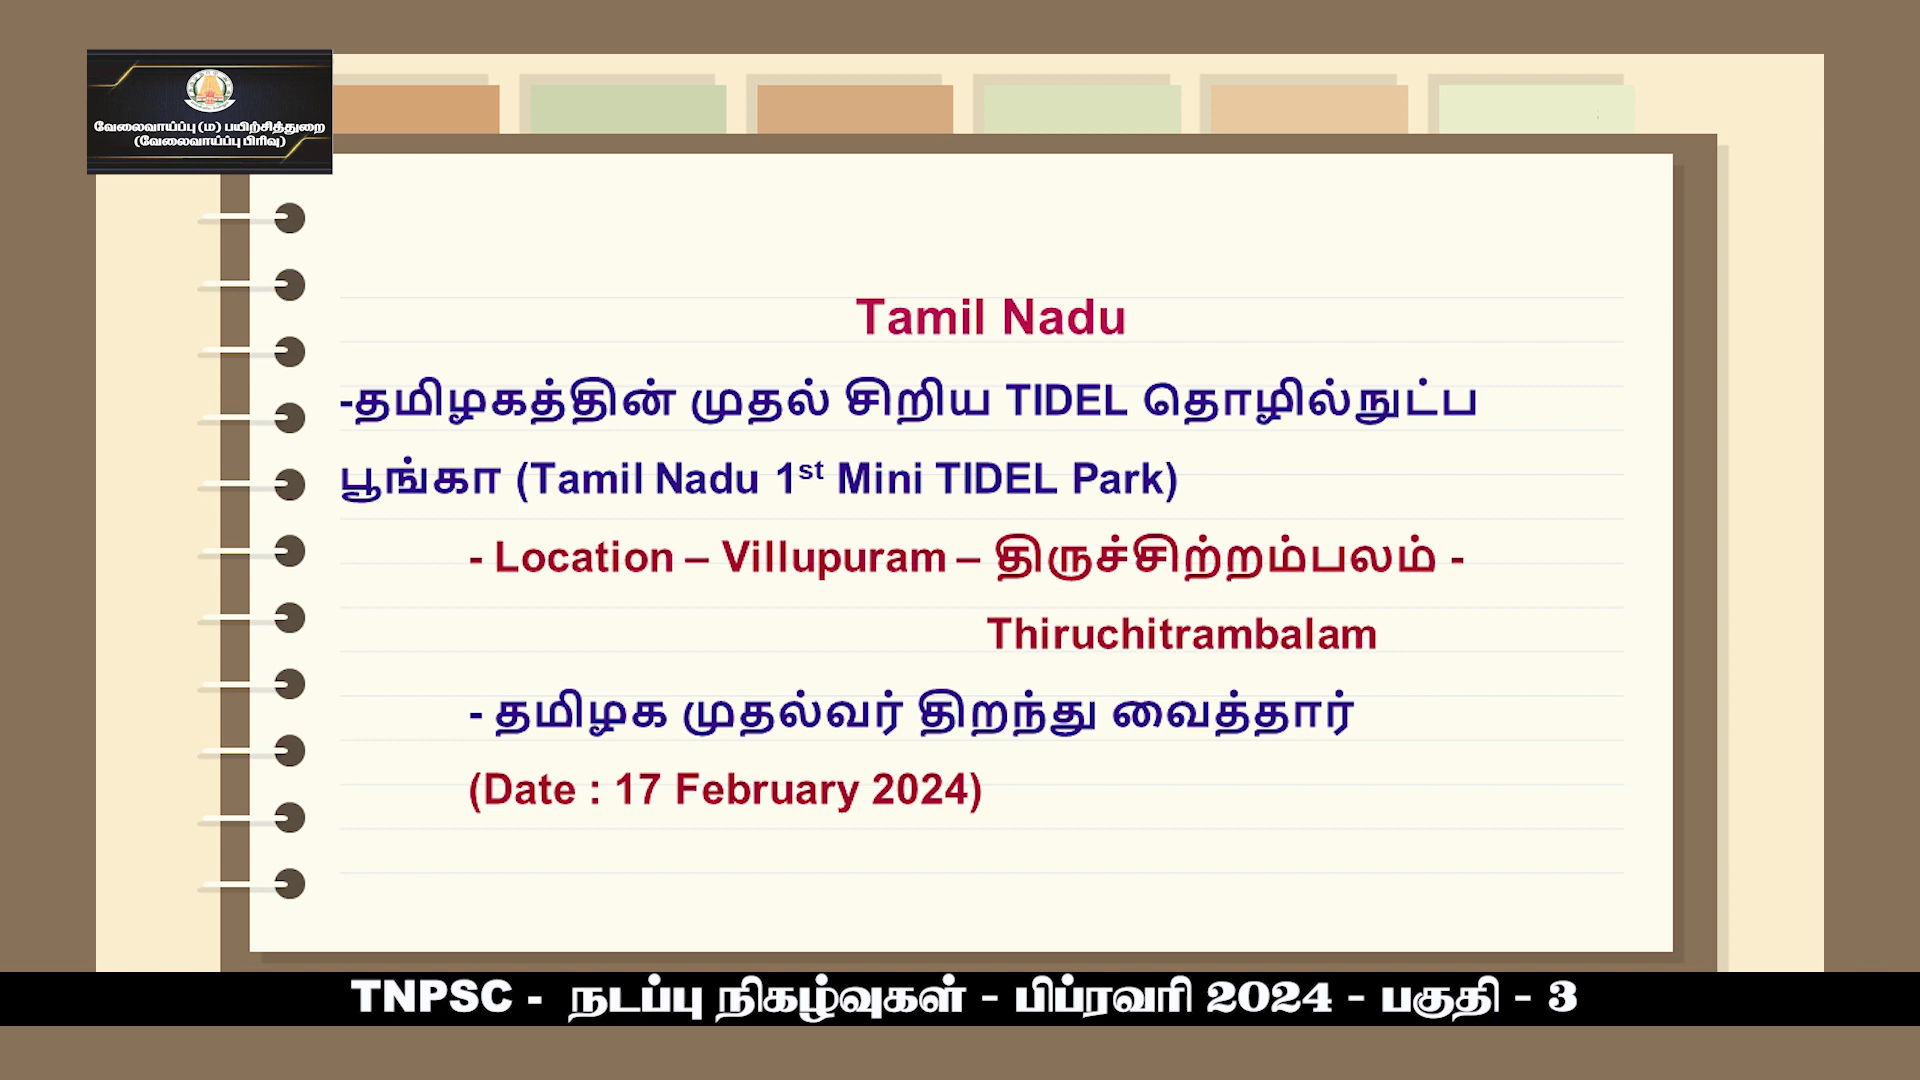 வேலைவாய்ப்பு (ம) பயிற்சித்துறை
(வேலைவாய்ப்பு பிரிவு)
Tamil Nadu
-தமிழகத்தின் முதல் சிறிய TIDEL தொழில்நுட்ப
பூங்கா (Tamil Nadu 1st Mini TIDEL Park)
- Location – Villupuram – திருச்சிற்றம்பலம் -
Thiruchitrambalam
- தமிழக முதல்வர் திறந்து வைத்தார்
(Date : 17 February 2024)
TNPSC - நடப்பு நிகழ்வுகள் - பிப்ரவரி 2024 - பகுதி - 3